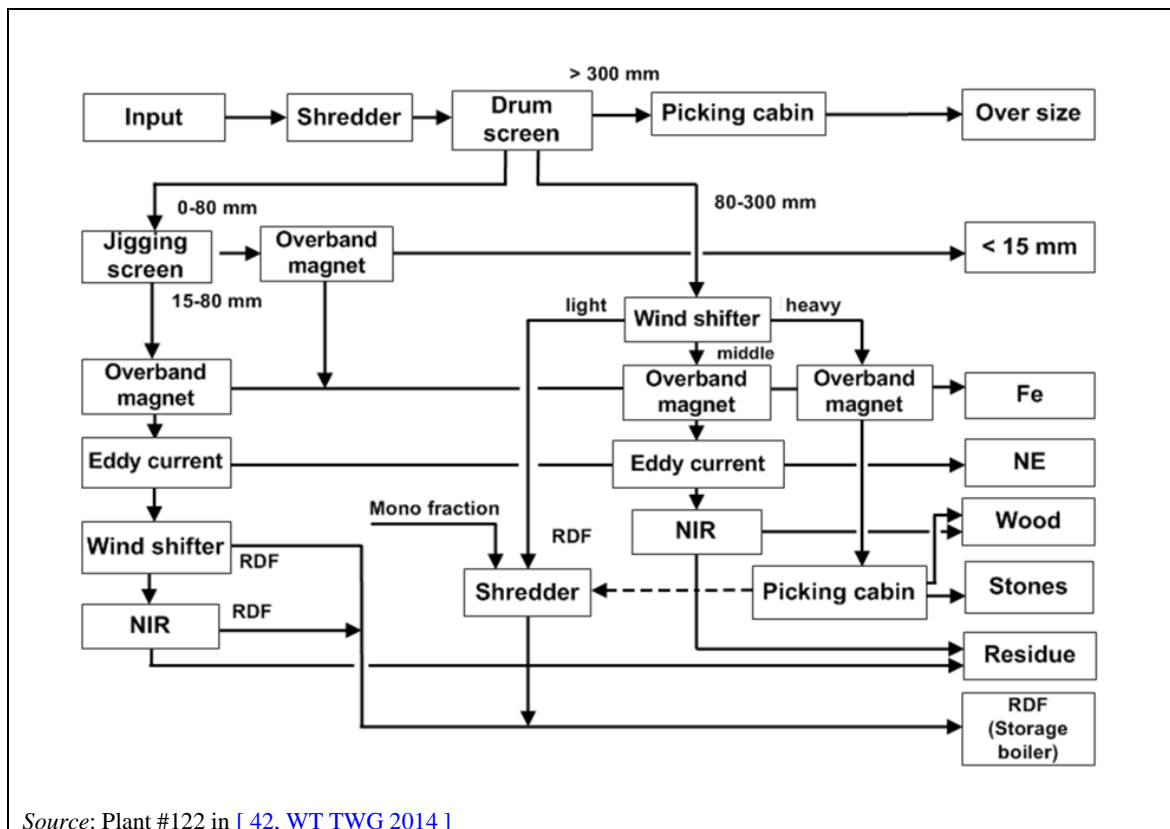 > 300 mm
Input
Shredder
Drum
screen
Picking cabin
Over size
0-80 mm
80-300 mm
Jigging
screen
Overband
magnet
< 15 mm
15-80 mm
light
Wind shifter
heavy
middle
Overband
magnet
Overband
magnet
Overband
magnet
Fe
Eddy current
Eddy current
NE
Mono fraction
Wind shifter
RDF
RDF
NIR
Wood
Shredder
Picking cabin
Stones
NIR
RDF
Residue
RDF
(Storage
boiler)
Source: Plant #122 in [ 42, WT TWG 2014 ]